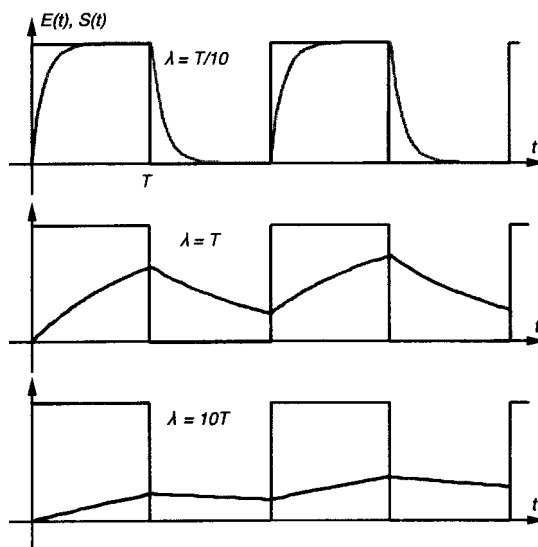 E(t), S(t)
λ = T/10
t
T
λ = T
t
λ = 10T
t